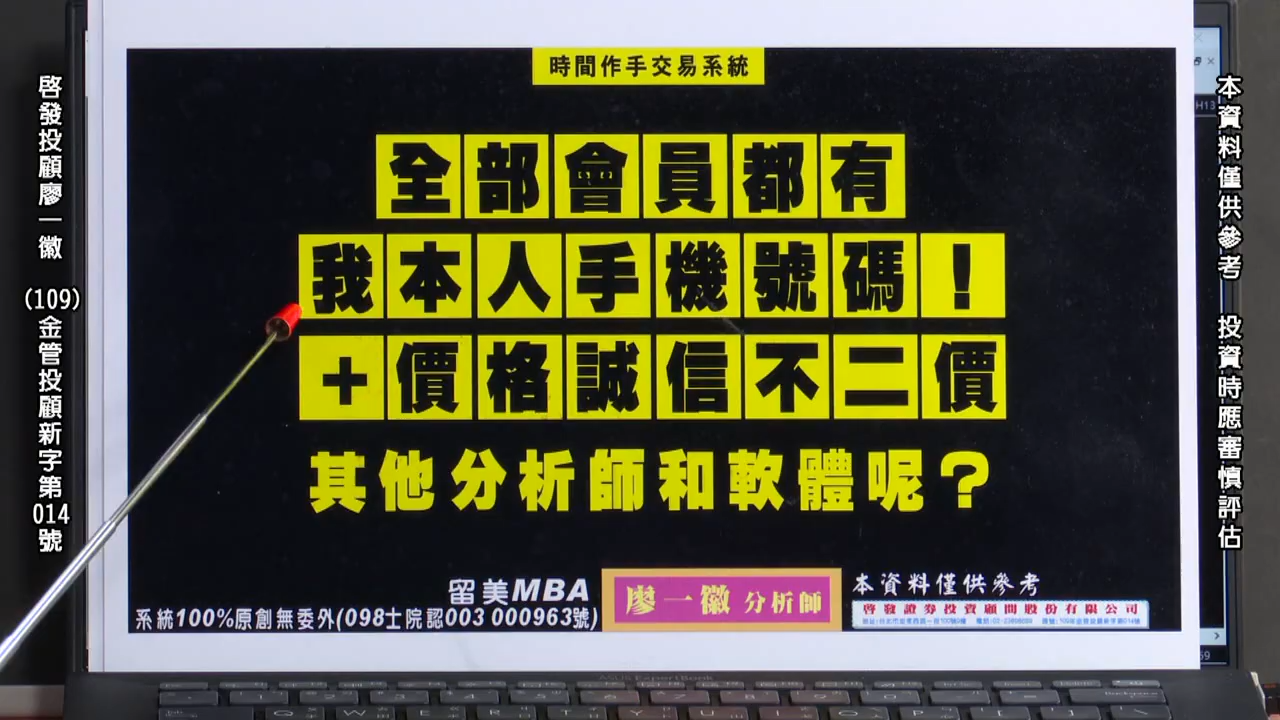 時間作手交易系統
全部會員都有
我本人手機號碼！
+價格誠信不二價
其他分析師和軟體呢？
留美MBA
系統100%原創無委外(098士院認003 000963號)
廖一徽 分析師
本資料僅供參考
啓發證券投資顧問股份有限公司
啓發投顧廖一徽 (109)金管投顧新字第014號
本資料僅供參考 投資時應審慎評估
ASUS ExpertBook